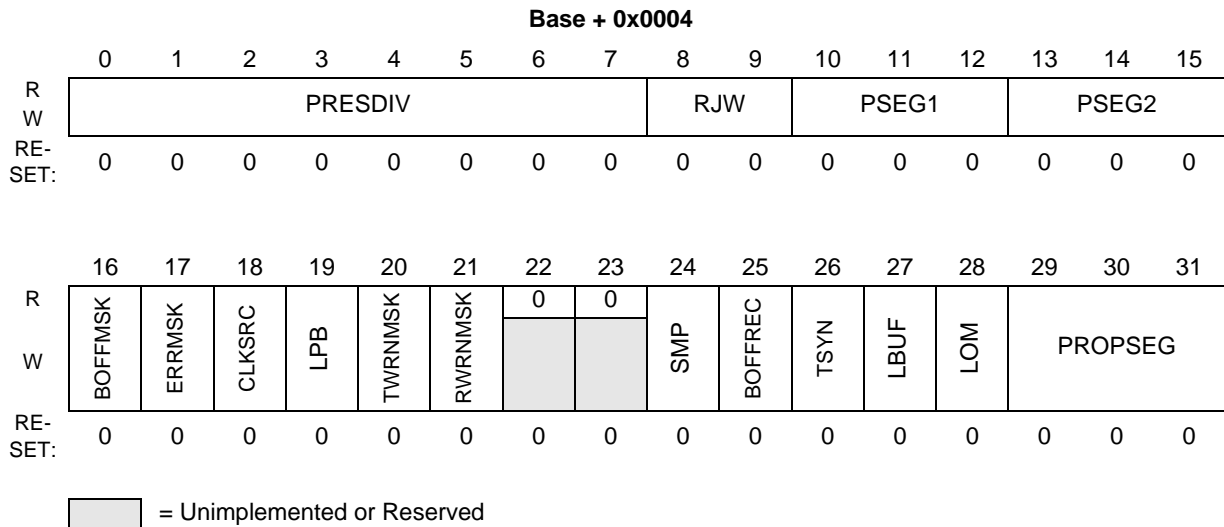 Base + 0x0004
0 1 2 3 4 5 6 7 8 9 10 11 12 13 14 15
R
W
PRESDIV RJW PSEG1 PSEG2
RE-
SET:
0 0 0 0 0 0 0 0 0 0 0 0 0 0 0 0
16 17 18 19 20 21 22 23 24 25 26 27 28 29 30 31
R 0 0
W BOFFMSK ERRMSK CLKSRC LPB TWRNMSK RWRNMSK SMP BOFFREC TSYN LBUF LOM PROPSEG
RE-
SET:
0 0 0 0 0 0 0 0 0 0 0 0 0 0 0 0
= Unimplemented or Reserved